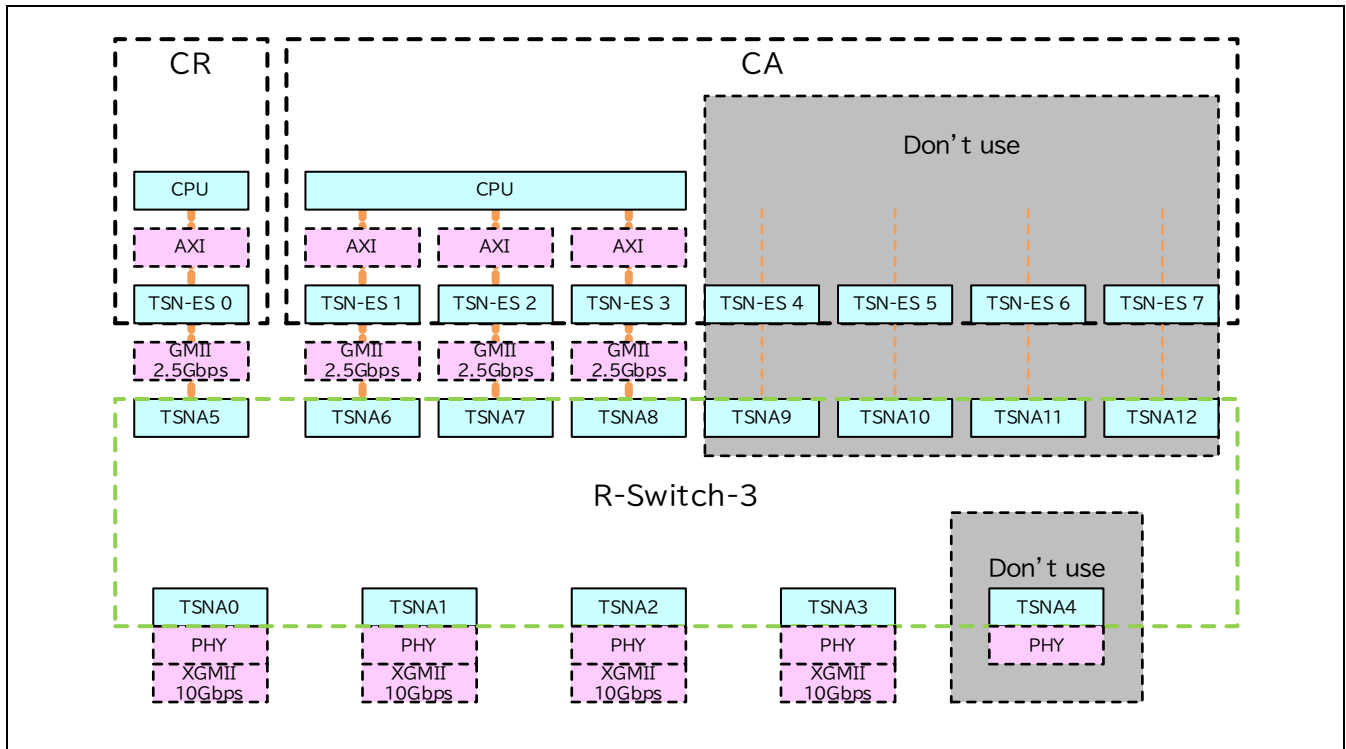 CR
CA
Don't use
CPU
CPU
AXI
AXI
AXI
AXI
TSN-ES 0
TSN-ES 1
TSN-ES 2
TSN-ES 3
TSN-ES 4
TSN-ES 5
TSN-ES 6
TSN-ES 7
GMII
2.5Gbps
GMII
2.5Gbps
GMII
2.5Gbps
GMII
2.5Gbps
TSNA5
TSNA6
TSNA7
TSNA8
TSNA9
TSNA10
TSNA11
TSNA12
R-Switch-3
Don't use
TSNA0
TSNA1
TSNA2
TSNA3
TSNA4
PHY
PHY
PHY
PHY
PHY
XGMII
10Gbps
XGMII
10Gbps
XGMII
10Gbps
XGMII
10Gbps